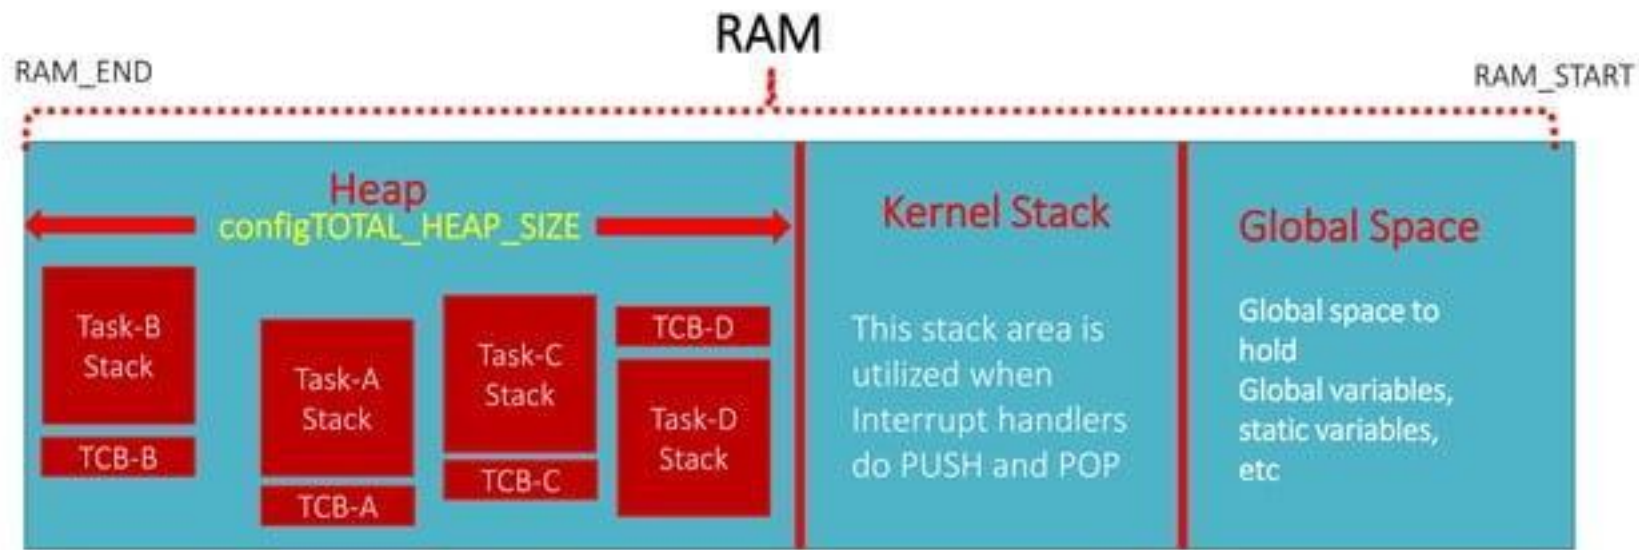 RAM
RAM_END
RAM_START
Heap
configTOTAL_HEAP_SIZE
Task-B
Stack
TCB-B
Task-A
Stack
TCB-A
Task-C
Stack
TCB-C
TCB-D
Task-D
Stack
Kernel Stack
This stack area is
utilized when
Interrupt handlers
do PUSH and POP
Global Space
Global space to
hold
Global variables,
static variables,
etc